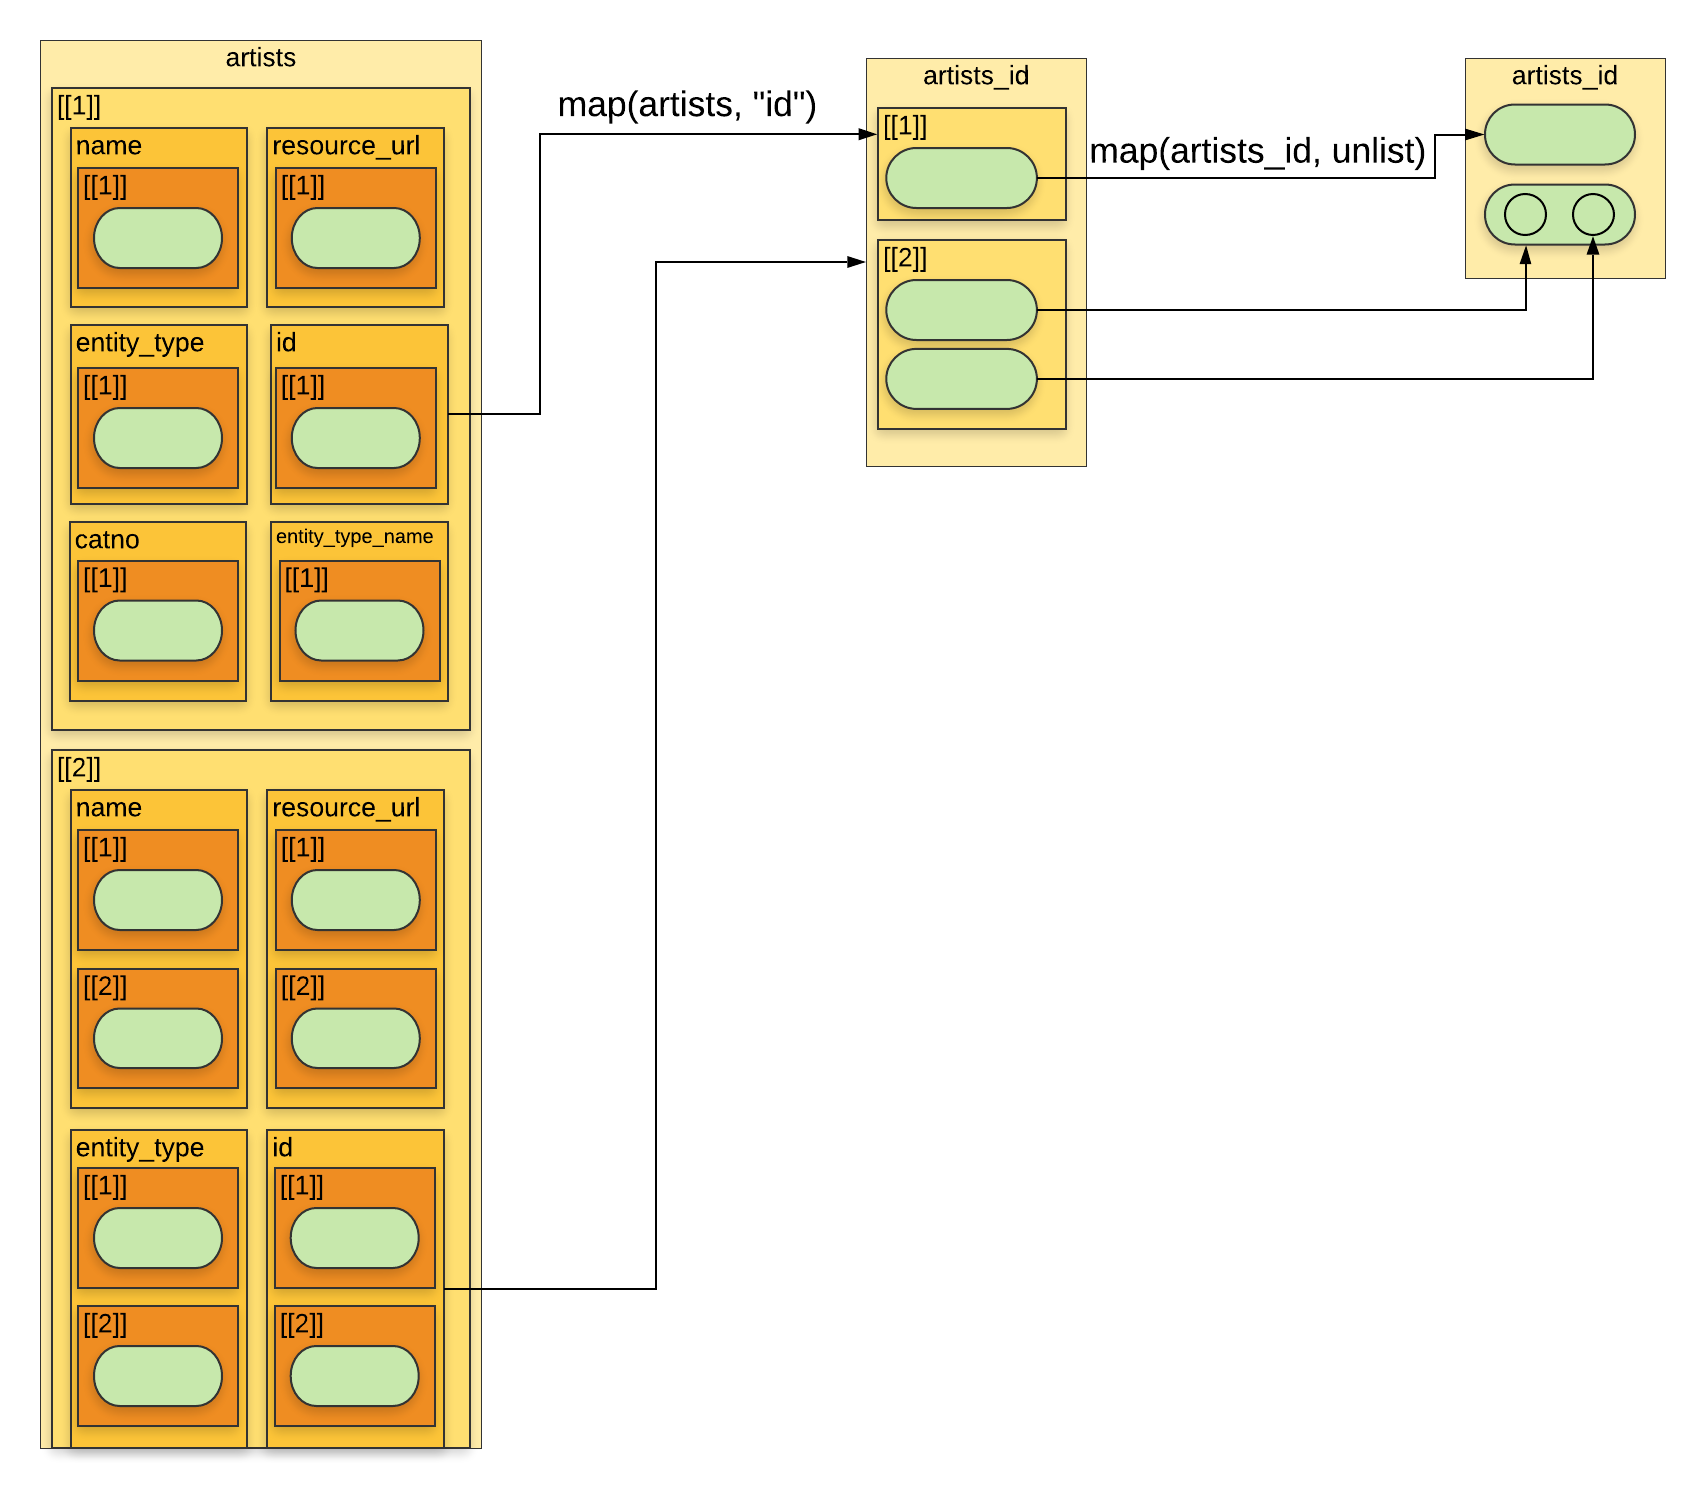 artists
[[1]]
name
resource_url
[[1]]
[[1]]
entity_type
id
[[1]]
[[1]]
catno
entity_type_name
[[1]]
[[1]]
[[2]]
name
resource_url
[[1]]
[[1]]
[[2]]
[[2]]
entity_type
id
[[1]]
[[1]]
[[2]]
[[2]]
map(artists, "id")
artists_id
[[1]]
[[2]]
map(artists_id, unlist)
artists_id